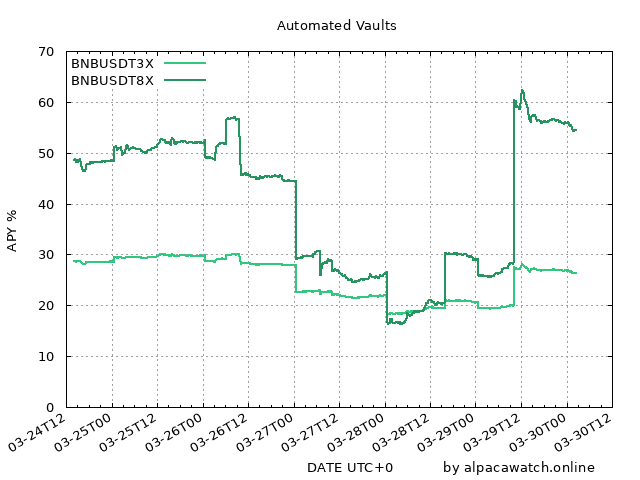 Automated Vaults
BNBUSDT3X
BNBUSDT8X
APY %
70
60
50
40
30
20
10
0
03-24T12
03-25T00
03-25T12
03-26T00
03-26T12
03-27T00
03-27T12
03-28T00
03-28T12
03-29T00
03-29T12
03-30T00
03-30T12
DATE UTC+0
by alpacawatch.online